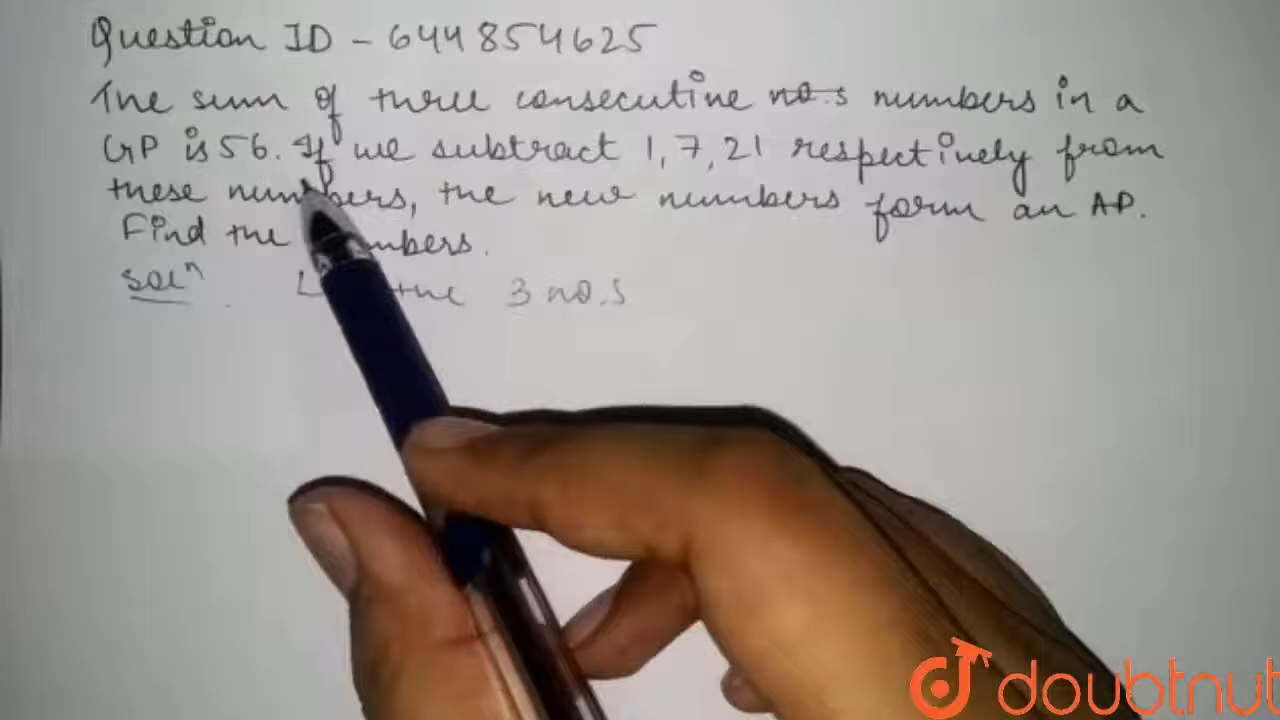 Question ID - 644854625
The sum of three consecutive no.s numbers in a
GP is 56. If we subtract 1, 7, 21 respectively from
these numbers, the new numbers form an AP.
Find the numbers.
Solⁿ. the 3 no.s
doubtnut